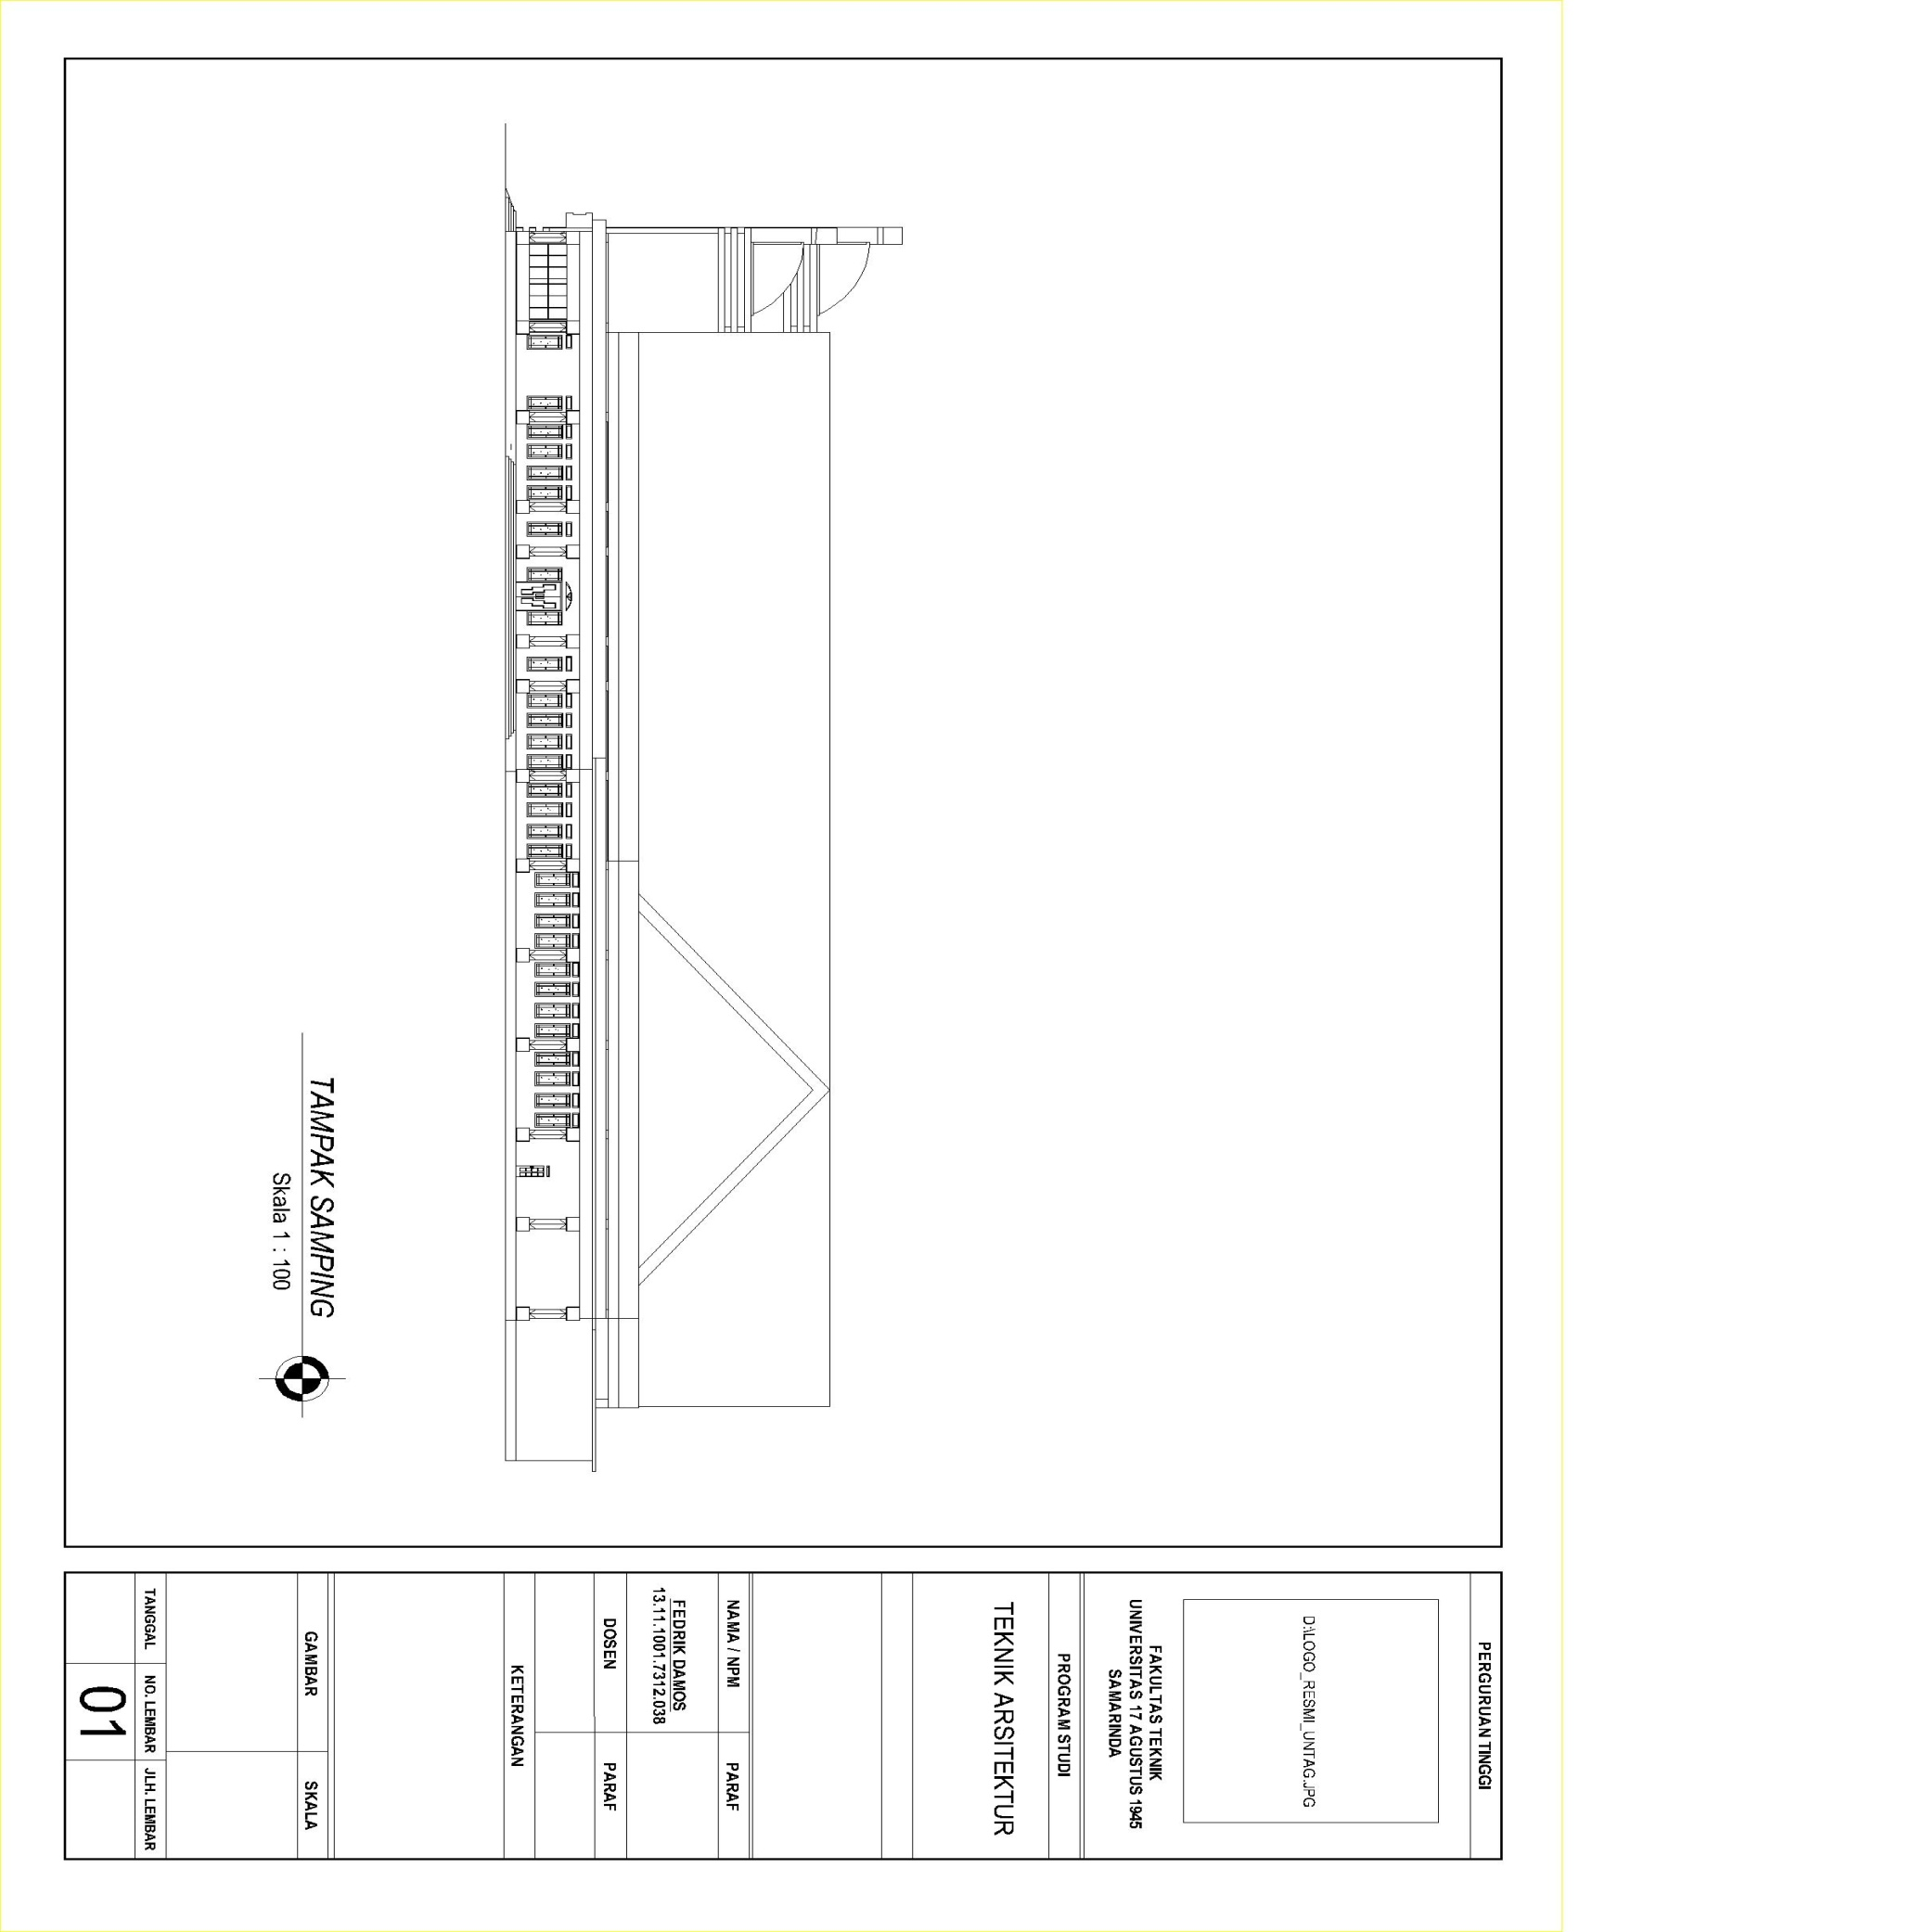 TAMPAK SAMPING
Skala 1 : 100
PERGURUAN TINGGI
DALOGO_RESMI_UNTAG.JPG
FAKULTAS TEKNIK
UNIVERSITAS 17 AGUSTUS 1945
SAMARINDA
PROGRAM STUDI
TEKNIK ARSITEKTUR
NAMA / NPM
PARAF
FEDRIK DAMOS
13.11.1001.7312.038
DOSEN
PARAF
KETERANGAN
GAMBAR
SKALA
TANGGAL
NO. LEMBAR
JLH. LEMBAR
01